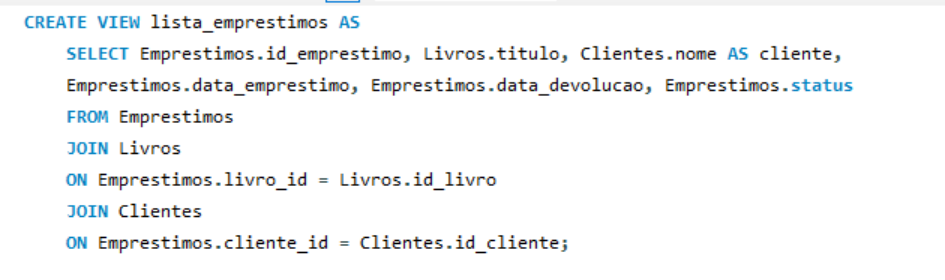 CREATE VIEW lista_emprestimos AS
SELECT Emprestimos.id_emprestimo, Livros.titulo, Clientes.nome AS cliente,
Emprestimos.data_emprestimo, Emprestimos.data_devolucao, Emprestimos.status
FROM Emprestimos
JOIN Livros
ON Emprestimos.livro_id = Livros.id_livro
JOIN Clientes
ON Emprestimos.cliente_id = Clientes.id_cliente;